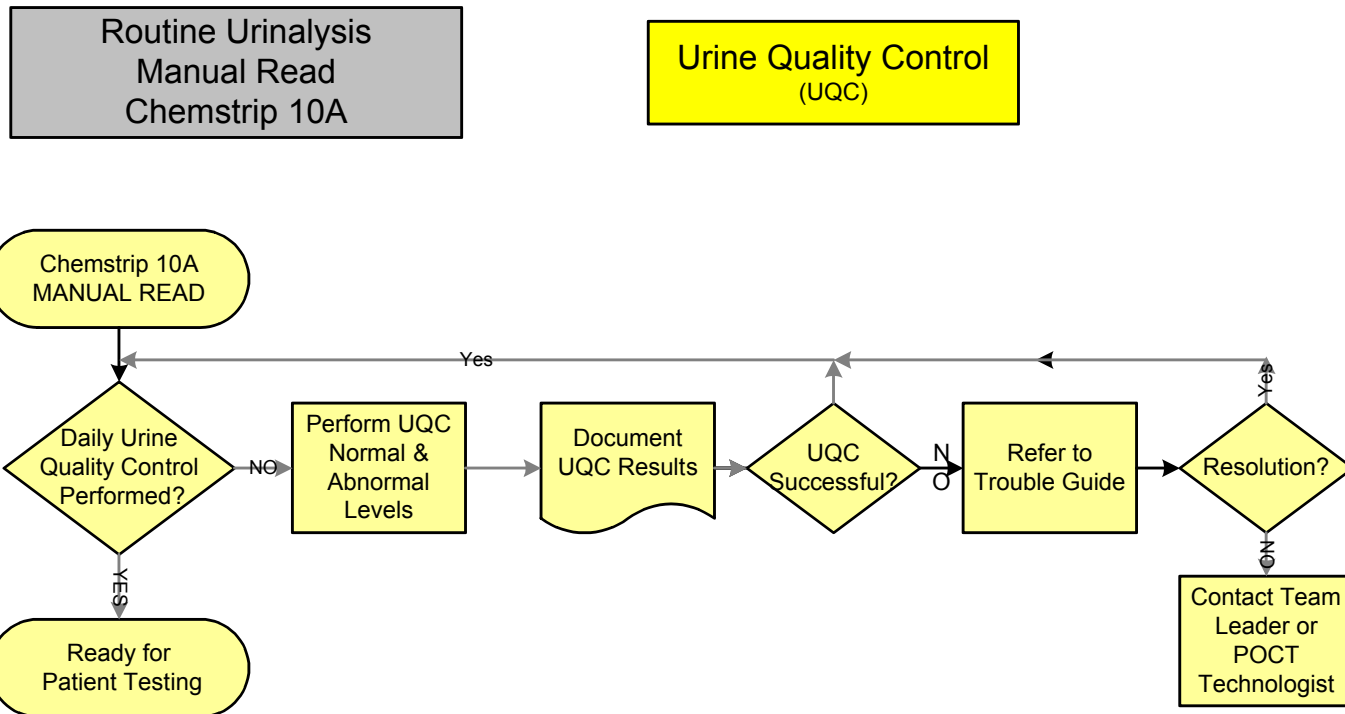 Routine Urinalysis
Manual Read
Chemstrip 10A
Urine Quality Control
(UQC)
Chemstrip 10A
MANUAL READ
Yes
Yes
Daily Urine
Quality Control
Performed?
NO
Perform UQC
Normal &
Abnormal
Levels
Document
UQC Results
UQC
Successful?
N
O
Refer to
Trouble Guide
Resolution?
YES
NO
Ready for
Patient Testing
Contact Team
Leader or
POCT
Technologist